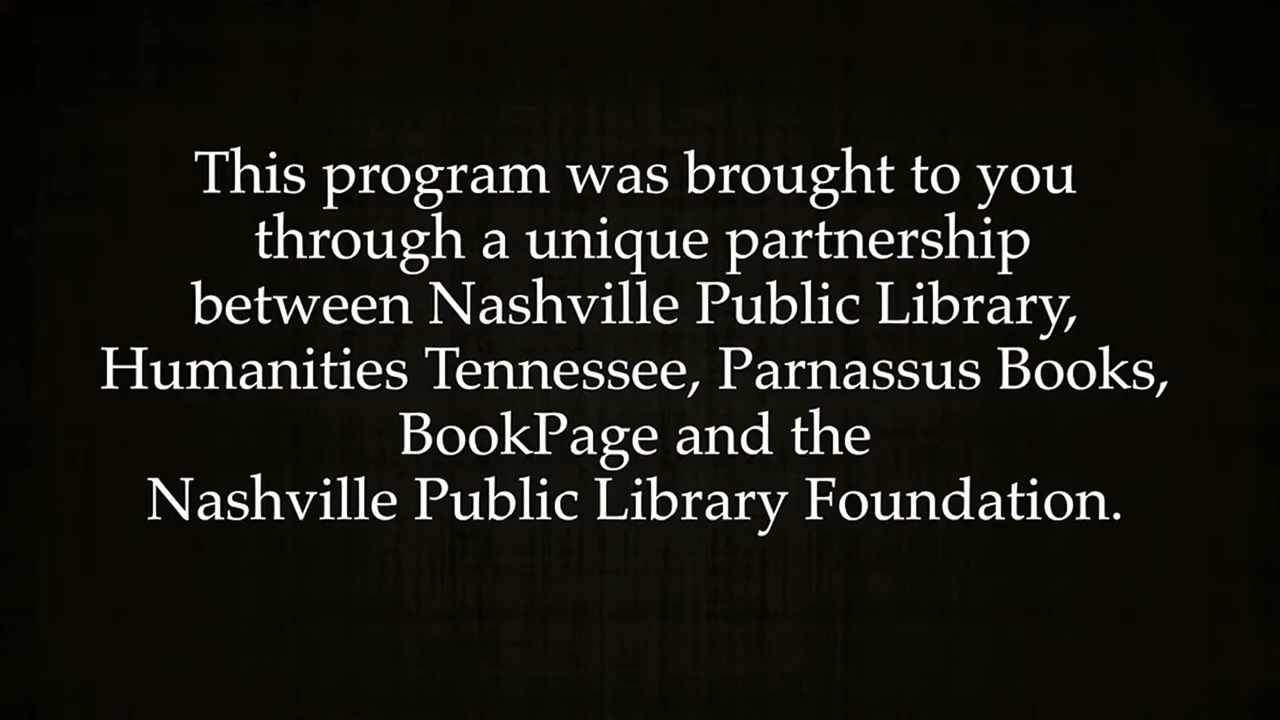 This program was brought to you
through a unique partnership
between Nashville Public Library,
Humanities Tennessee, Parnassus Books,
BookPage and the
Nashville Public Library Foundation.